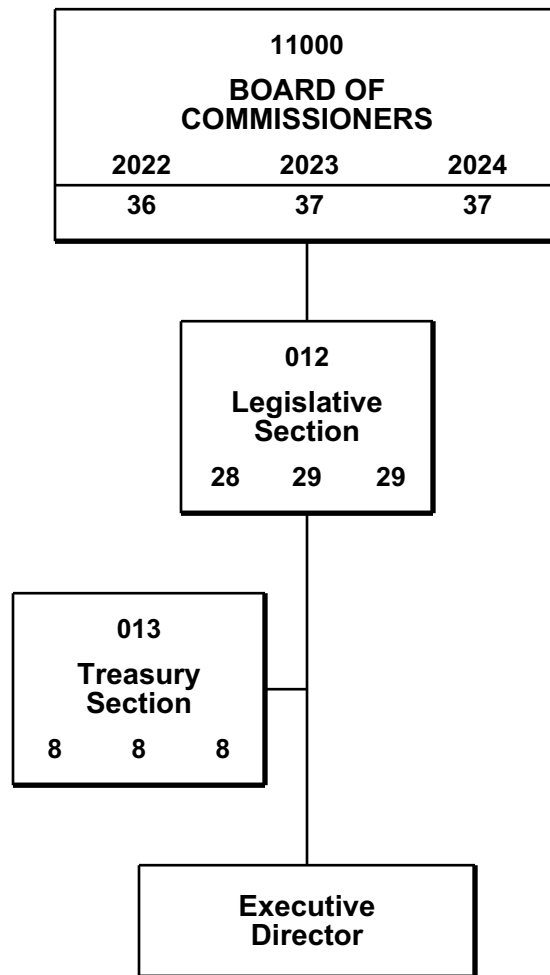 11000
BOARD OF
COMMISSIONERS
2022 2023 2024
36 37 37
012
Legislative
Section
28 29 29
013
Treasury
Section
8 8 8
Executive
Director